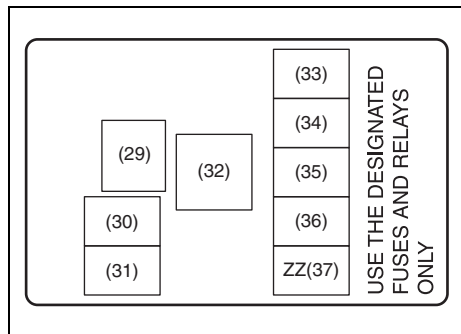 (29)
(30)
(31)
(32)
(33)
(34)
(35)
(36)
ZZ(37)
USE THE DESIGNATED
FUSES AND RELAYS
ONLY